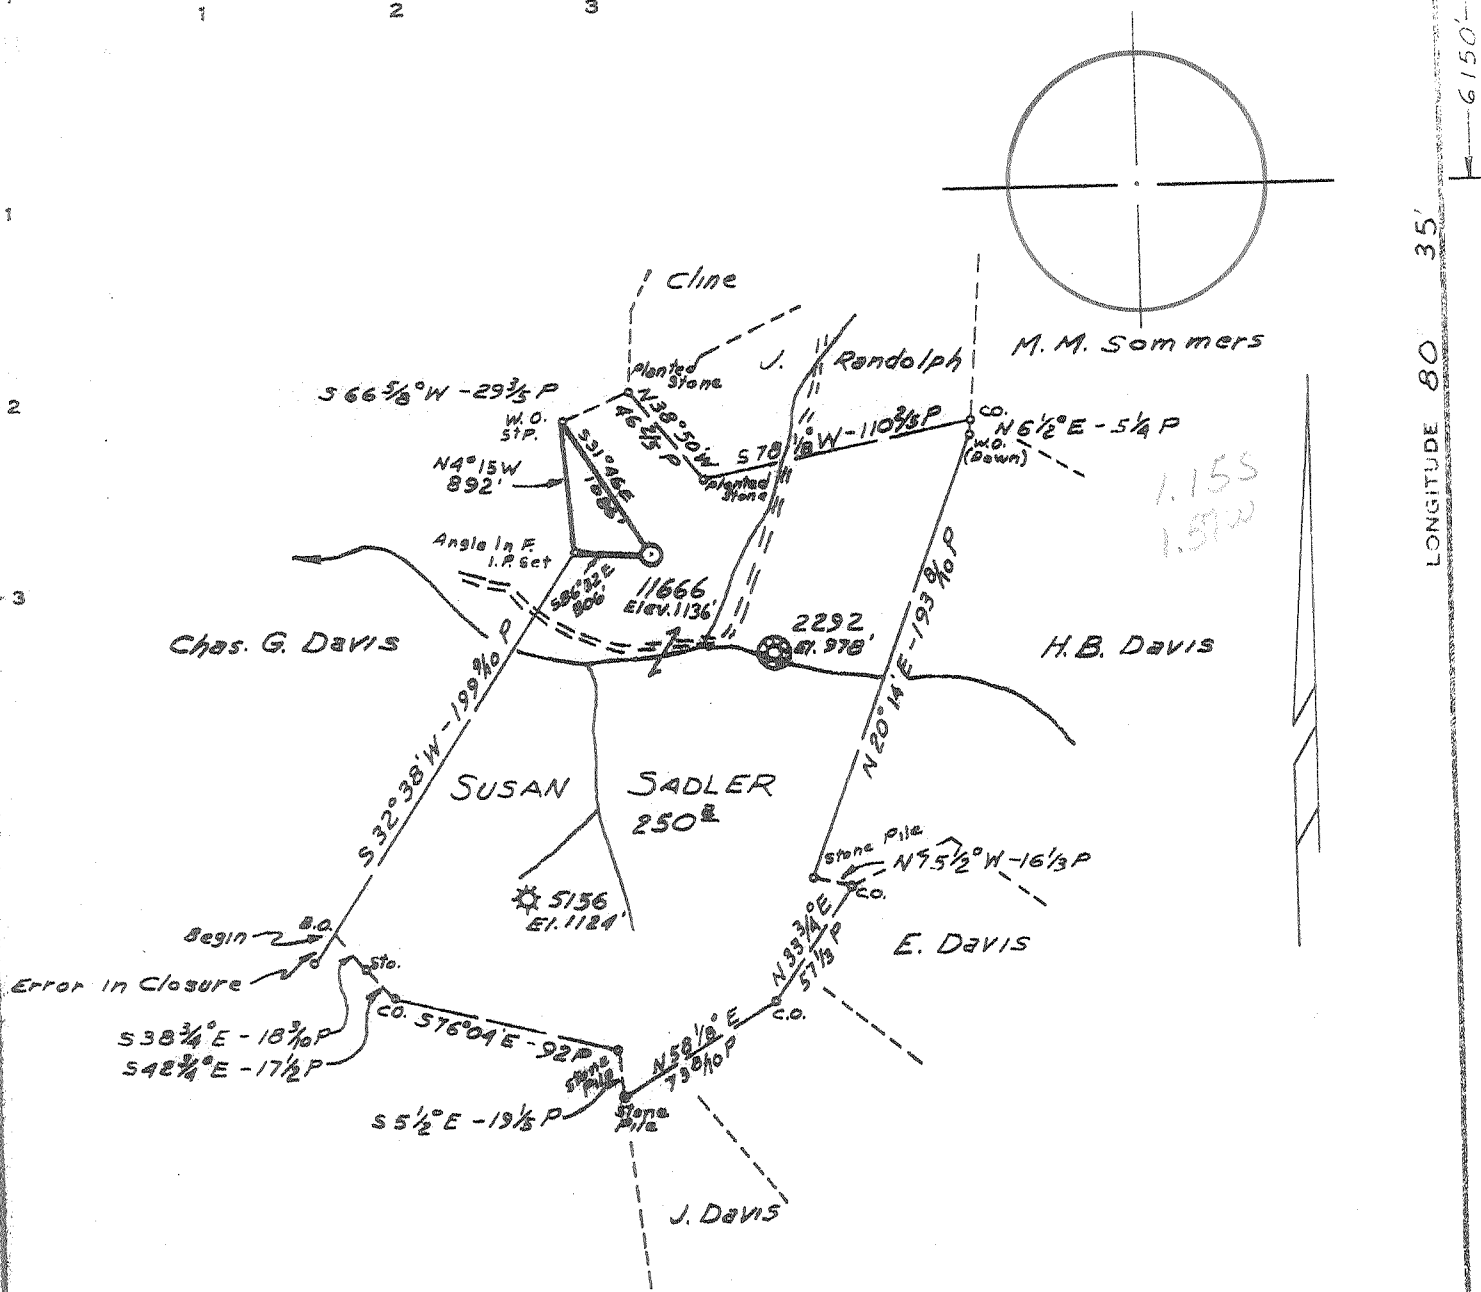 1 2 3
6150'
1
LONGITUDE 80 35'
Cline
M. M. Sommers
J. Randolph
Planted
Stone
S 66 5/8° W - 29 3/5 P
2
W.O.
STP.
N 38° 50' W
46 2/5 P
S 78 1/8° W - 110 2/5 P
CO.
N 6 1/2° E - 5 1/4 P
W.O.
(Down)
N4° 15 W
892'
S31° 46 E
Planted
Stone
1.15 S
Angle In F.
I.P. Set
S86° 32 E
806'
11666
Elev. 1136'
3
2292
El. 978'
N 20° 14' E - 193 8/10 P
Chas. G. Davis
H.B. Davis
S 32° 38' W - 199 9/10 P
SUSAN SADLER
250 a
Stone Pile
N 75 1/2° W - 16 1/3 P
CO.
5156
El. 1124'
Begin
B.O.
N 33 3/4° E
57 1/3 P
E. Davis
Error in Closure
Sto.
CO.
C.O.
S 38 3/4° E - 18 3/10 P
S 42 3/4° E - 17 1/2 P
S 76° 04' E - 92 P
N 58 1/8° E
73 8/10 P
Stone
Pile
S 5 1/2° E - 19 1/5 P
Stone
Pile
J. Davis